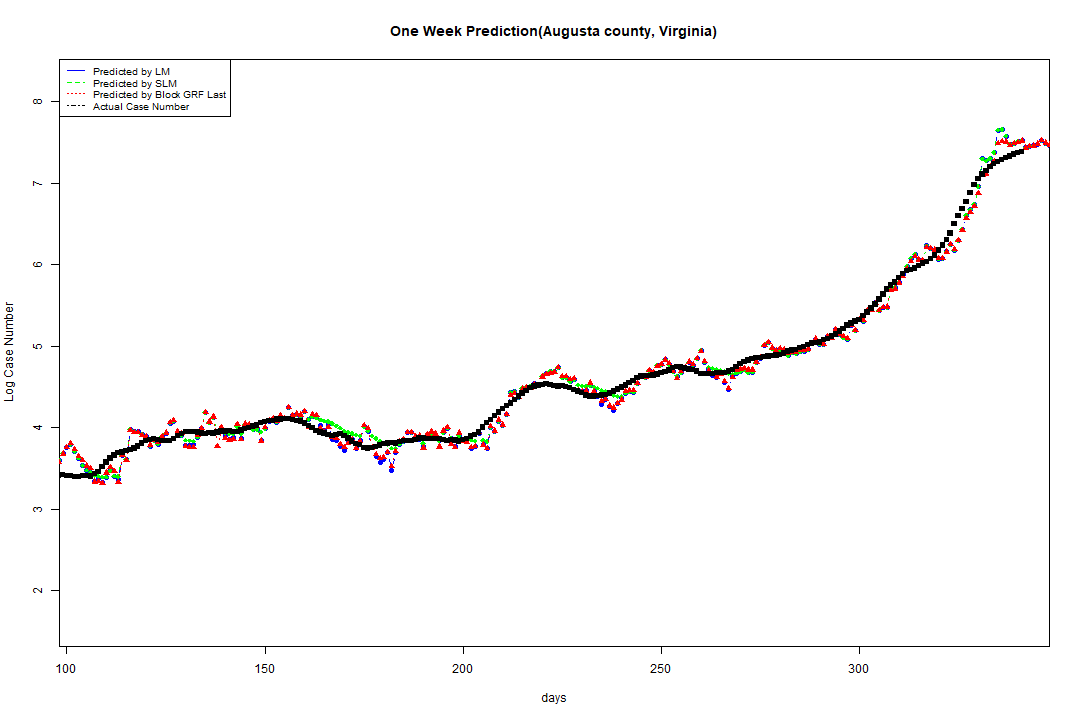 One Week Prediction(Augusta county, Virginia)
Predicted by LM
Predicted by SLM
Predicted by Block GRF Last
Actual Case Number
8
7
6
5
4
3
2
Log Case Number
100 150 200 250 300
days